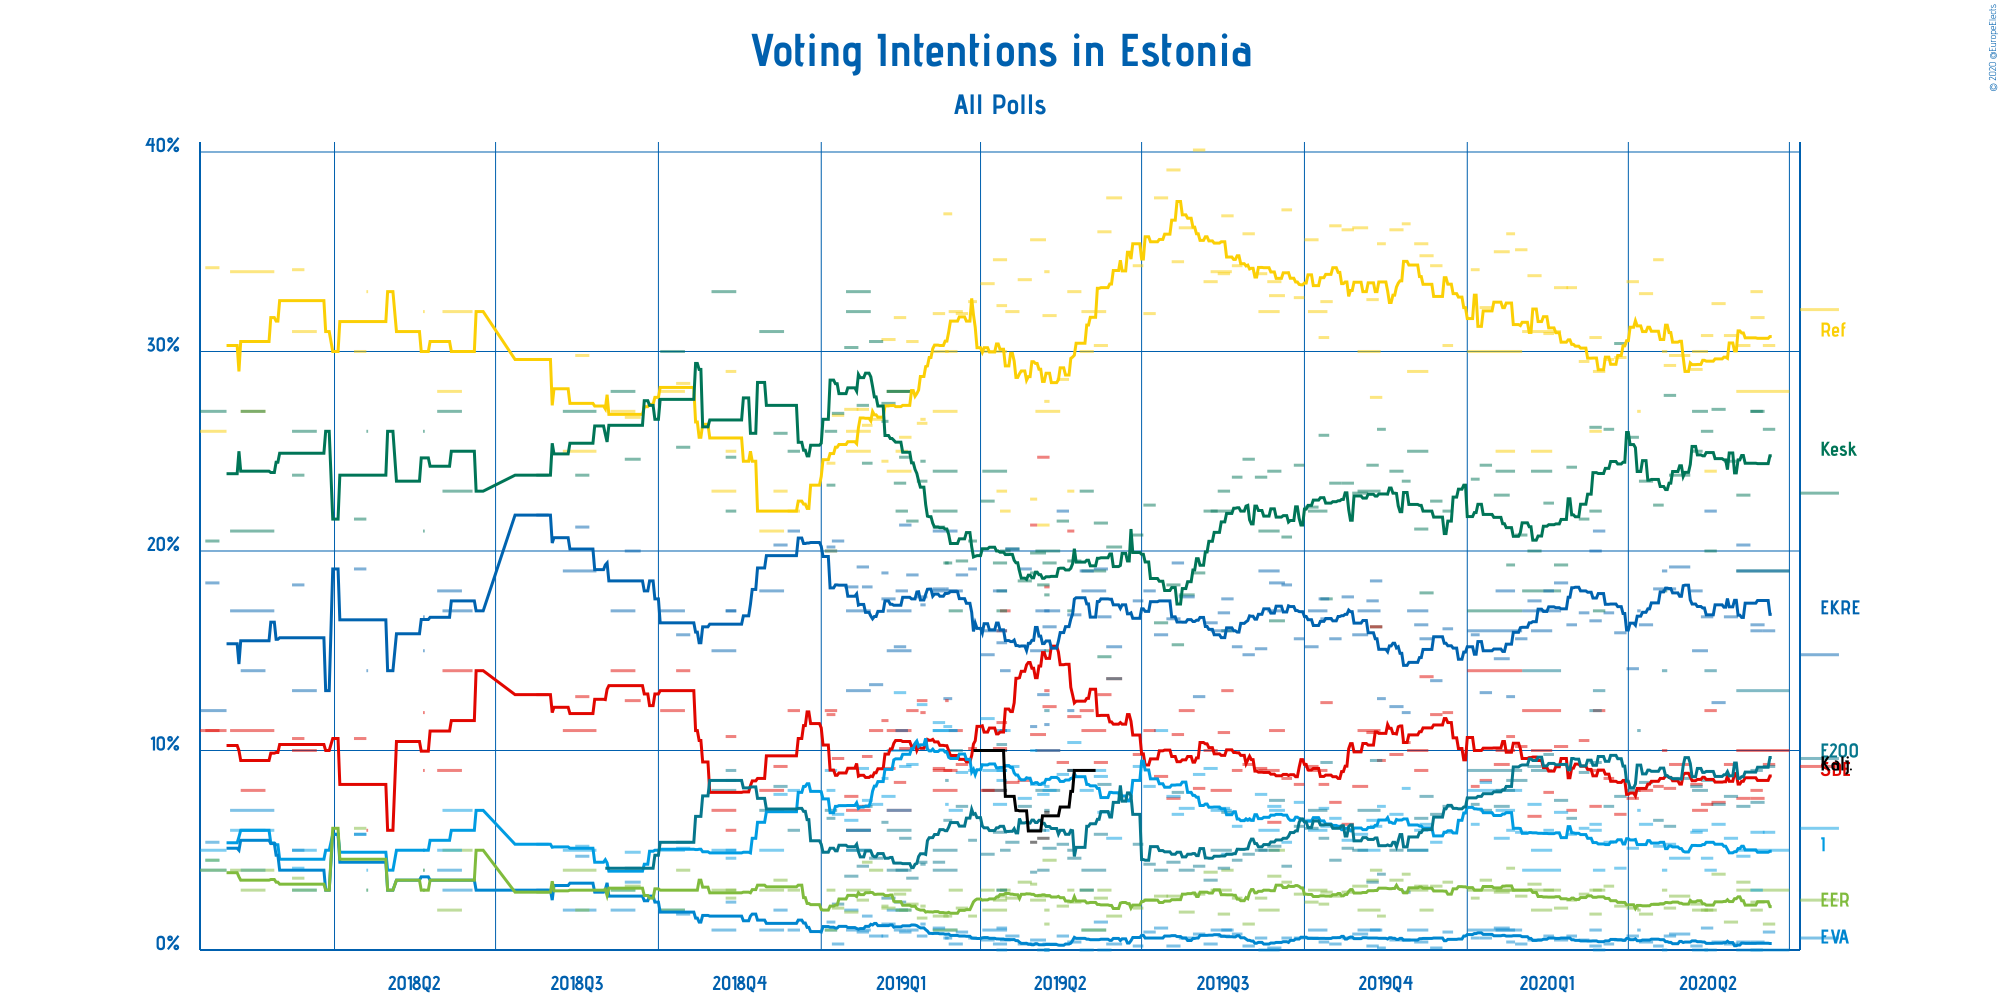 Voting Intentions in Estonia
All Polls
© 2020 @EuropeElects
40%
30%
20%
10%
0%
Ref
Kesk
EKRE
E200
SDE
I
EER
EVA
2018Q2
2018Q3
2018Q4
2019Q1
2019Q2
2019Q3
2019Q4
2020Q1
2020Q2